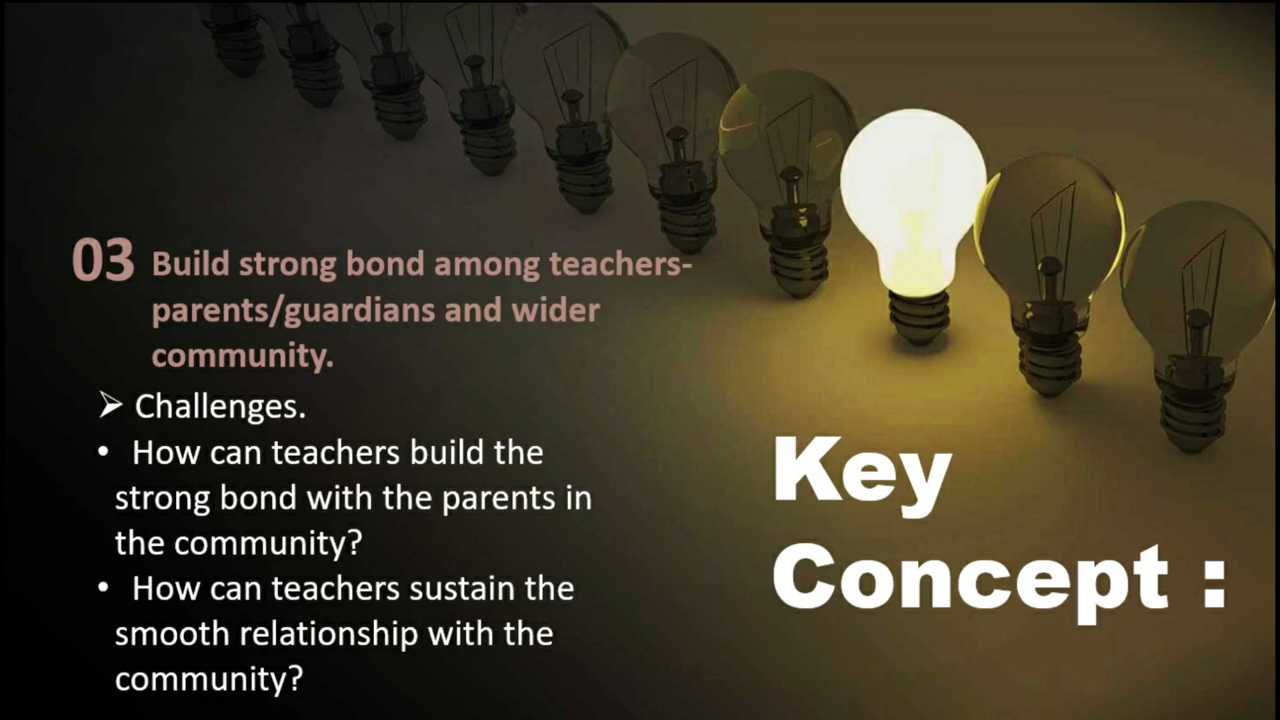 03 Build strong bond among teachers-
parents/guardians and wider
community.
➢ Challenges.
• How can teachers build the
strong bond with the parents in
the community?
• How can teachers sustain the
smooth relationship with the
community?
Key
Concept :